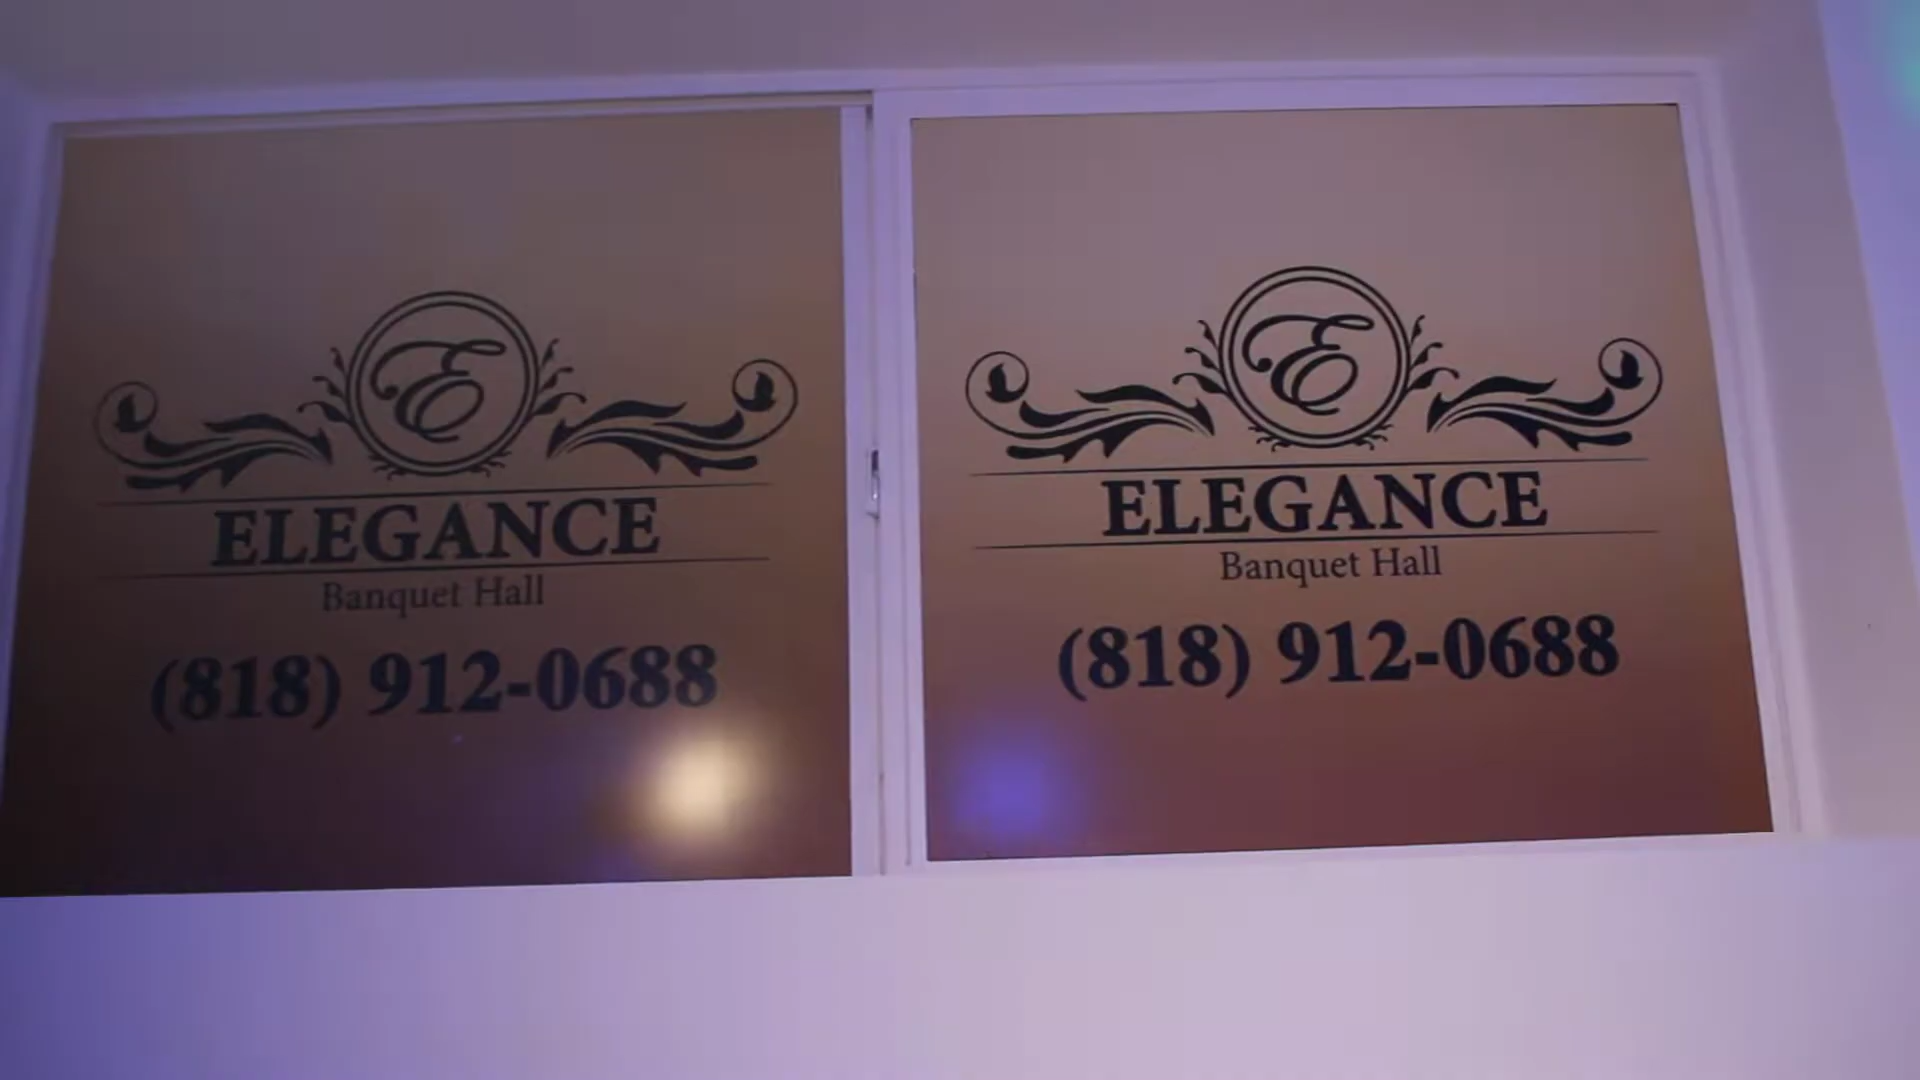 E
ELEGANCE
Banquet Hall
(818) 912-0688
E
ELEGANCE
Banquet Hall
(818) 912-0688